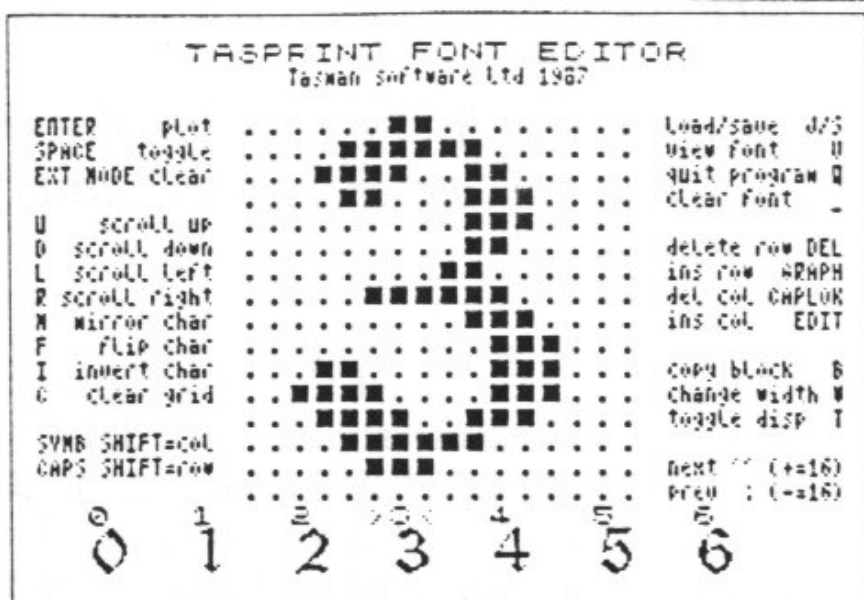 TASPRINT FONT EDITOR
Tasman Software Ltd 1987
ENTER plot
SPACE toggle
EXT MODE clear
U scroll up
D scroll down
L scroll left
R scroll right
M mirror char
F flip char
I invert char
C clear grid
SYMB SHIFT=col
CAPS SHIFT=row
load/save J/S
view font V
quit program Q
clear font _
delete row DEL
ins row GRAPH
del col CAPLOK
ins col EDIT
copy block B
change width W
toggle disp T
next (+=16)
prev (-=16)
0 1 2 >3< 4 5 6
0 1 2 3 4 5 6